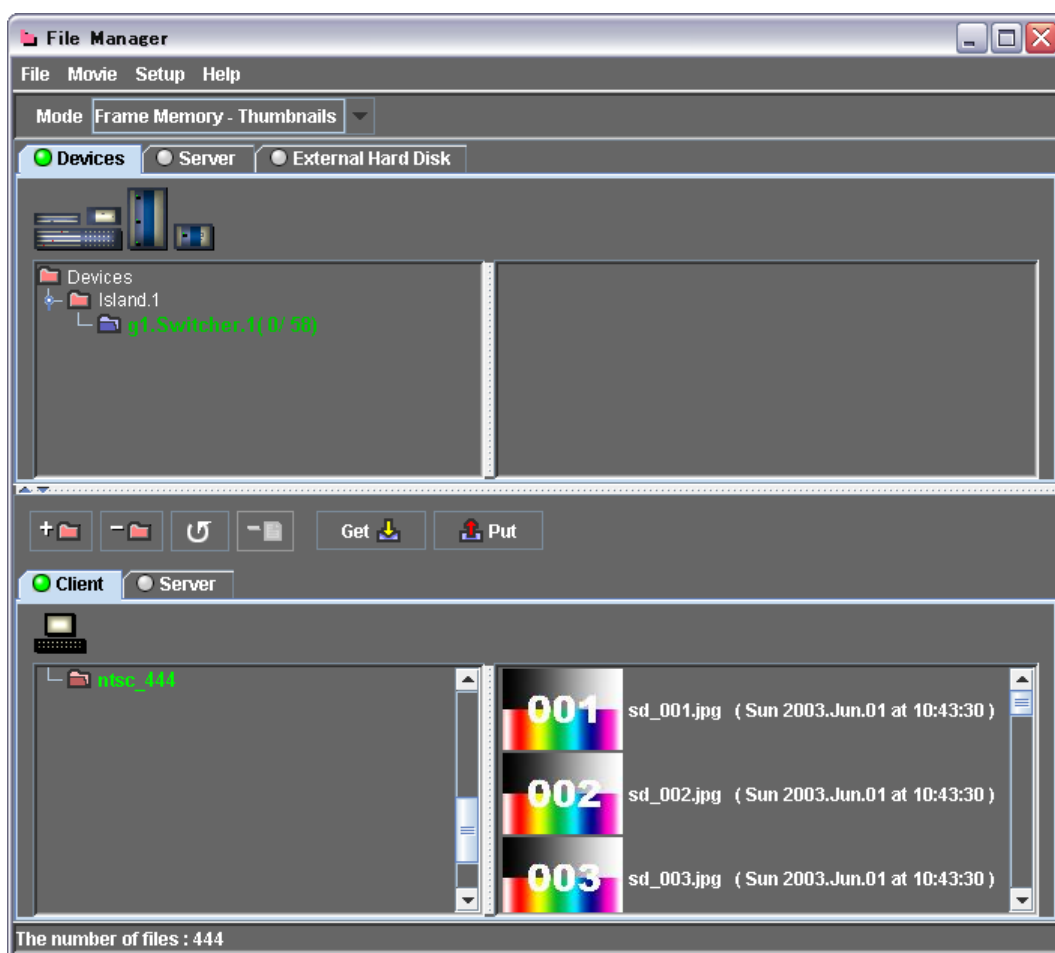 File Manager
File Movie Setup Help
Mode Frame Memory - Thumbnails
Devices Server External Hard Disk
Devices
Island.1
g1.Switcher.1( 0/ 58)
Get Put
Client Server
ntsc_444
001 sd_001.jpg ( Sun 2003.Jun.01 at 10:43:30 )
002 sd_002.jpg ( Sun 2003.Jun.01 at 10:43:30 )
003 sd_003.jpg ( Sun 2003.Jun.01 at 10:43:30 )
The number of files : 444